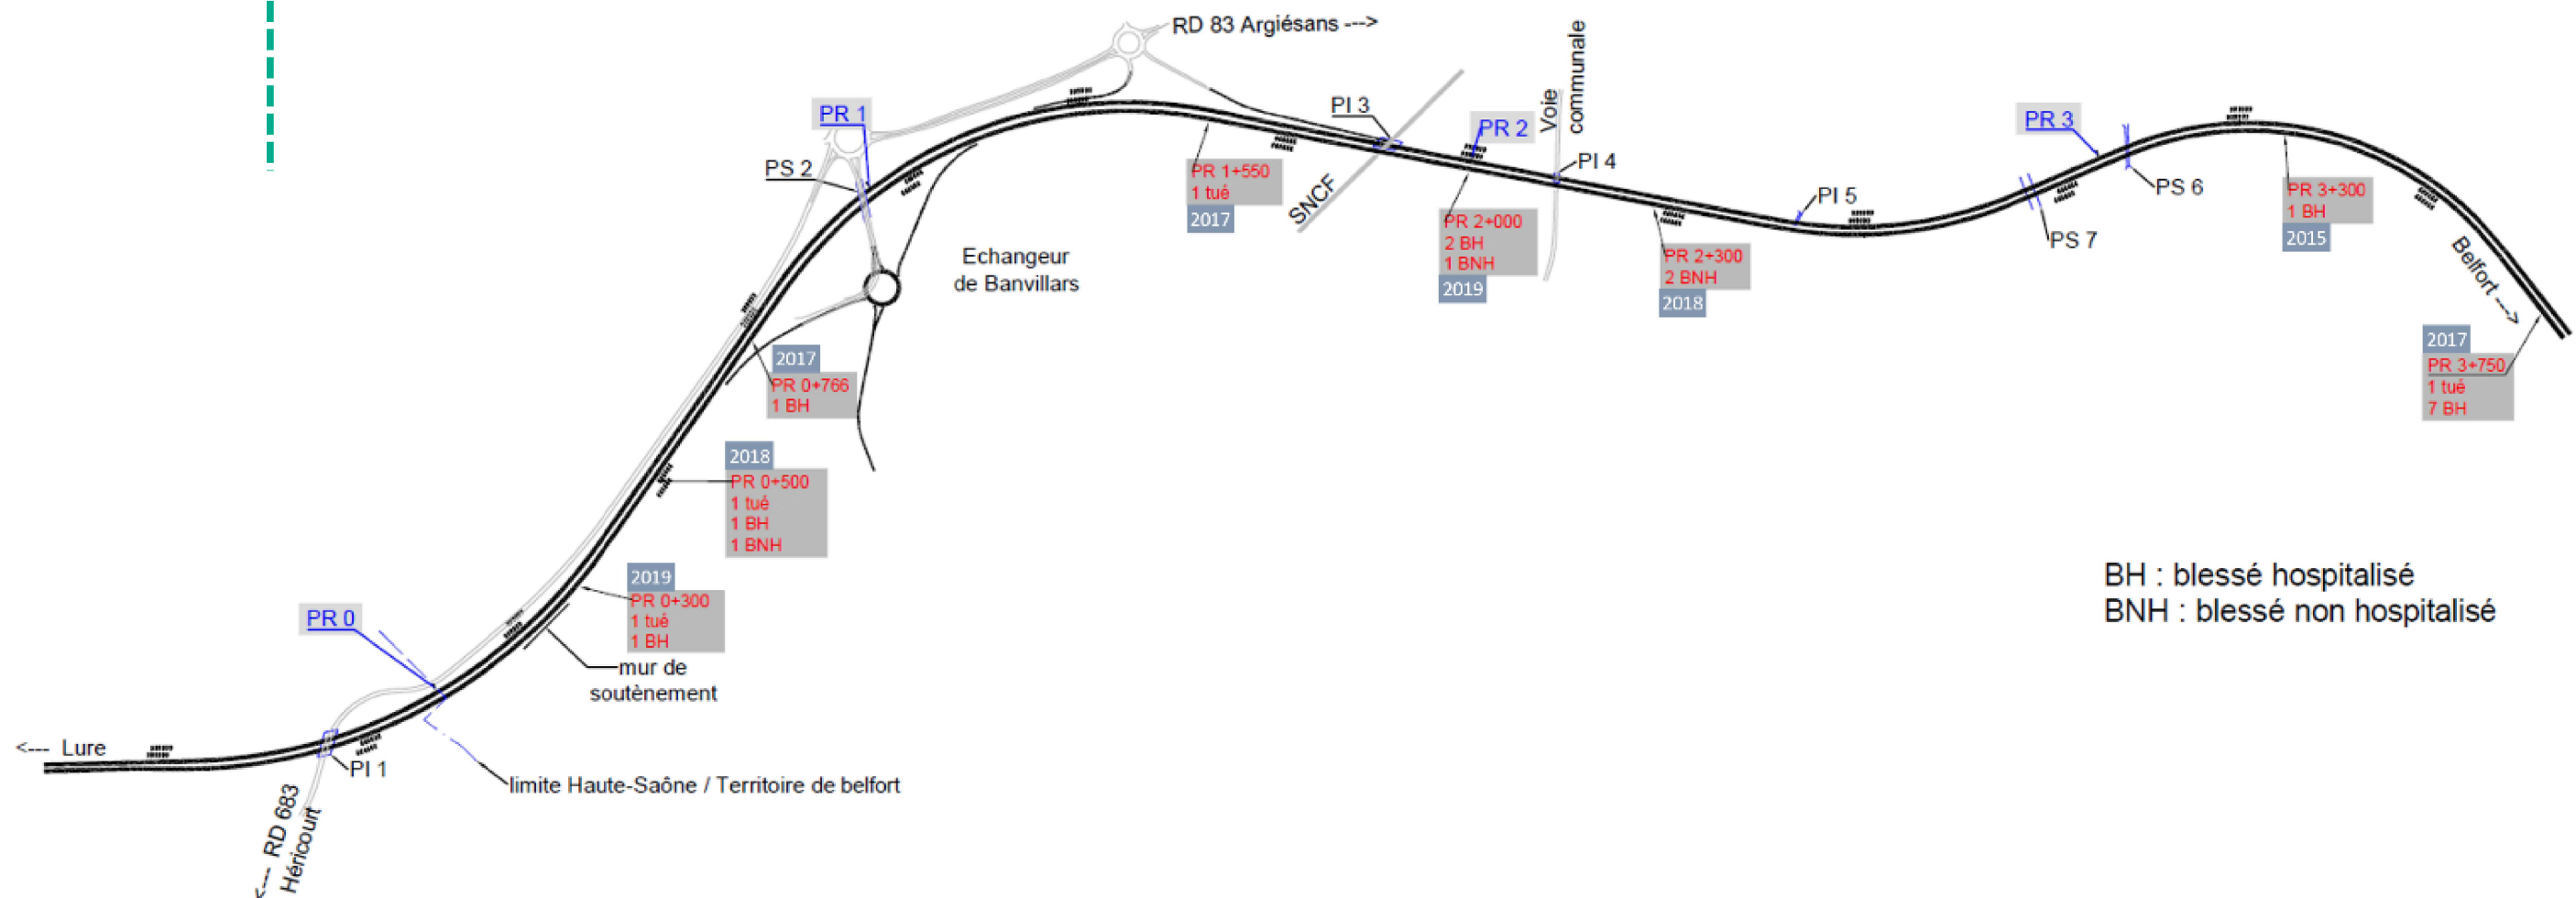 RD 83 Argiésans --->
Voie
communale
PR 1
PI 3
PR 2
PR 3
PS 2
PI 4
PR 1+550
1 tué
2017
SNCF
PI 5
PS 6
PR 3+300
1 BH
2015
PR 2+000
2 BH
1 BNH
2019
PS 7
Echangeur
de Banvillars
PR 2+300
2 BNH
2018
Belfort --->
2017
PR 0+766
1 BH
2017
PR 3+750
1 tué
7 BH
2018
PR 0+500
1 tué
1 BH
1 BNH
2019
PR 0+300
1 tué
1 BH
BH : blessé hospitalisé
BNH : blessé non hospitalisé
PR 0
mur de
soutènement
<--- Lure
PI 1
limite Haute-Saône / Territoire de belfort
<--- RD 683
Héricourt